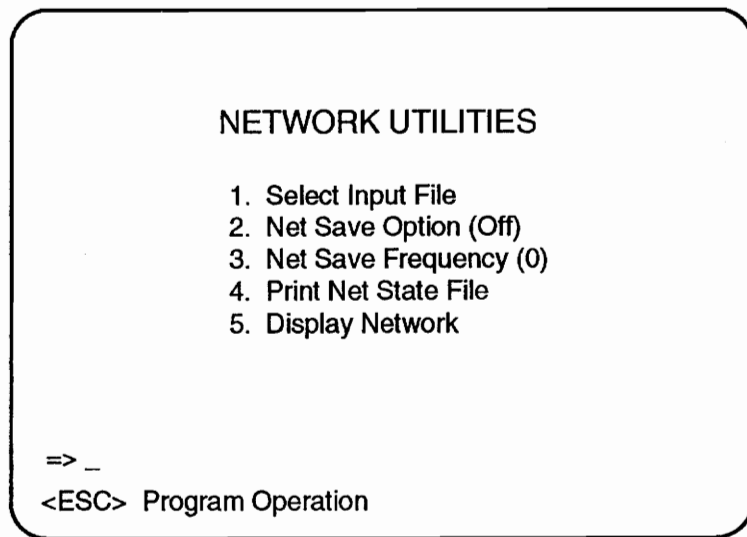 NETWORK UTILITIES
1. Select Input File
2. Net Save Option (Off)
3. Net Save Frequency (0)
4. Print Net State File
5. Display Network
=> _
<ESC> Program Operation